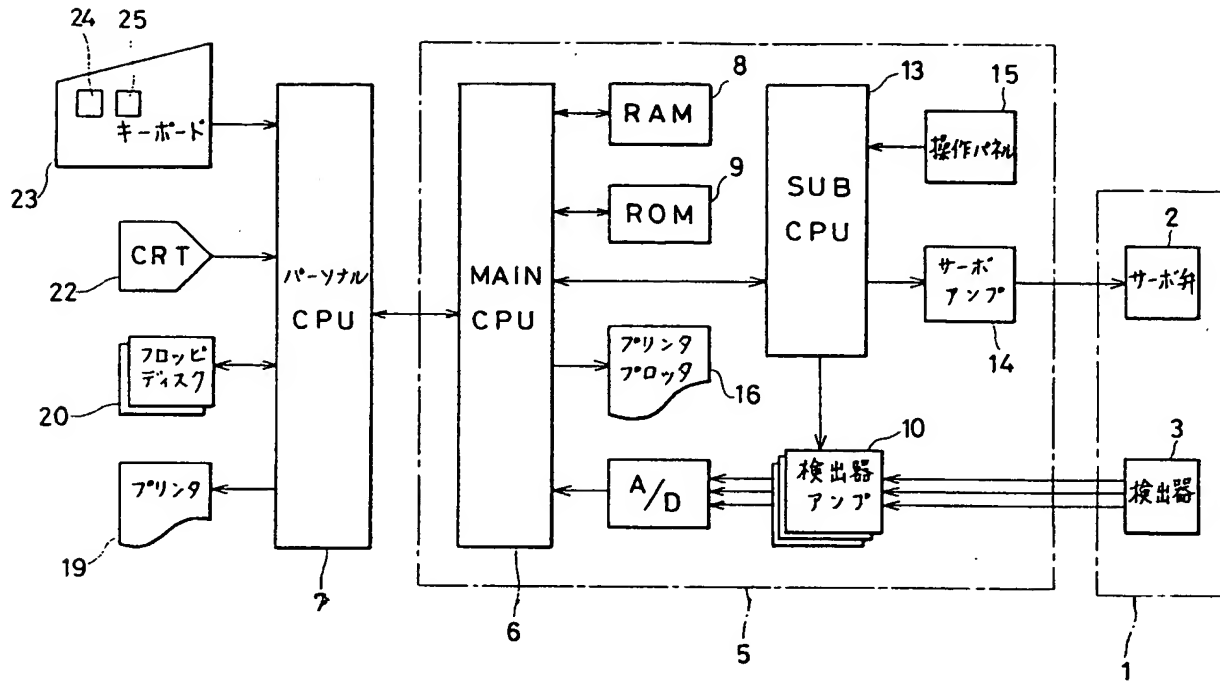 24
25
キーボード
23
CRT
22
フロッピ
ディスク
20
プリンタ
19
パーソナル
CPU
7
MAIN
CPU
6
RAM
8
ROM
9
プリンタ
プロッタ
16
A/D
SUB
CPU
13
操作パネル
15
サーボ
アンプ
14
検出器
アンプ
10
5
サーボ弁
2
検出器
3
1